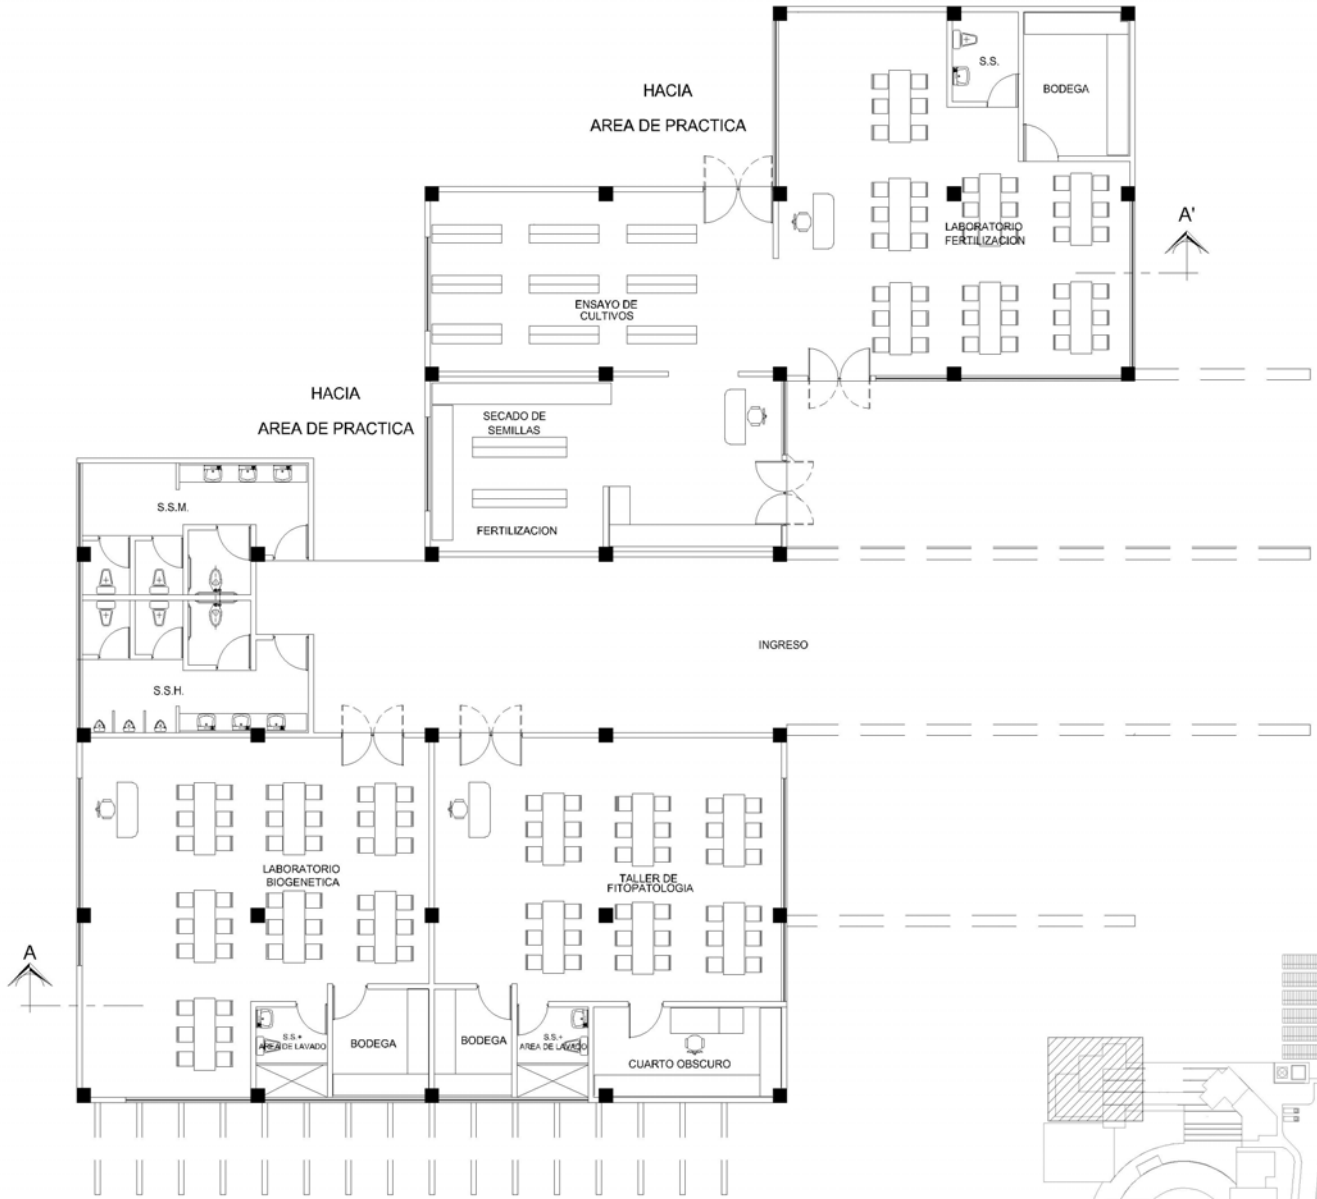 S.S.
HACIA
AREA DE PRACTICA
BODEGA
A'
LABORATORIO
FERTILIZACION
ENSAYO DE
CULTIVOS
HACIA
AREA DE PRACTICA
SECADO DE
SEMILLAS
S.S.M.
FERTILIZACION
INGRESO
S.S.H.
LABORATORIO
BIOGENETICA
TALLER DE
FITOPATOLOGIA
A
S.S.+
AREA DE LAVADO
BODEGA
BODEGA
S.S.+
AREA DE LAVADO
CUARTO OBSCURO